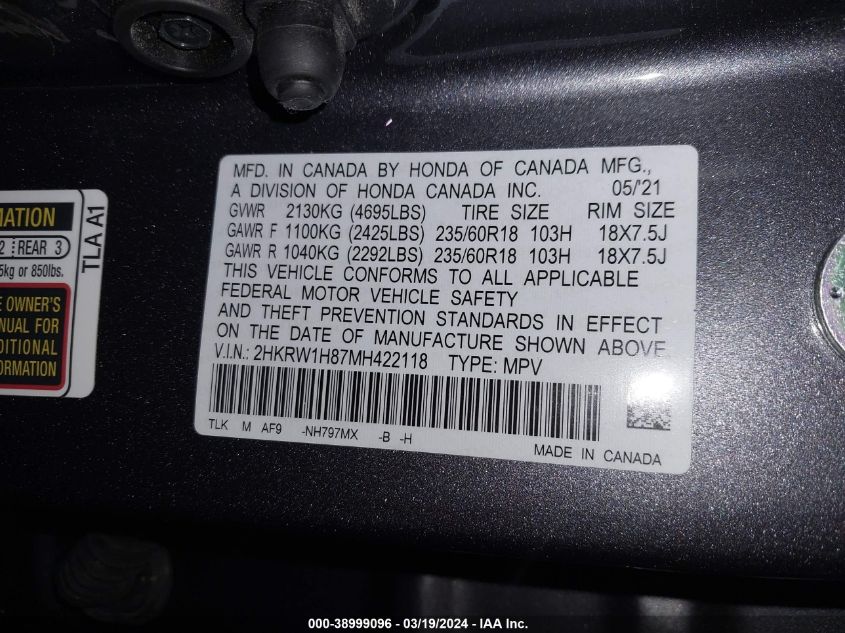 MFD. IN CANADA BY HONDA OF CANADA MFG.,
A DIVISION OF HONDA CANADA INC. 05/'21
GVWR 2130KG (4695LBS) TIRE SIZE RIM SIZE
GAWR F 1100KG (2425LBS) 235/60R18 103H 18X7.5J
GAWR R 1040KG (2292LBS) 235/60R18 103H 18X7.5J
THIS VEHICLE CONFORMS TO ALL APPLICABLE
FEDERAL MOTOR VEHICLE SAFETY
AND THEFT PREVENTION STANDARDS IN EFFECT
ON THE DATE OF MANUFACTURE SHOWN ABOVE
V.I.N.: 2HKRW1H87MH422118 TYPE: MPV
TLK M AF9 -NH797MX -B -H
MADE IN CANADA
MATION
2 REAR 3
5kg or 850lbs.
E OWNER'S
NUAL FOR
DITIONAL
ORMATION
TLA A1
000-38999096 - 03/19/2024 - IAA Inc.